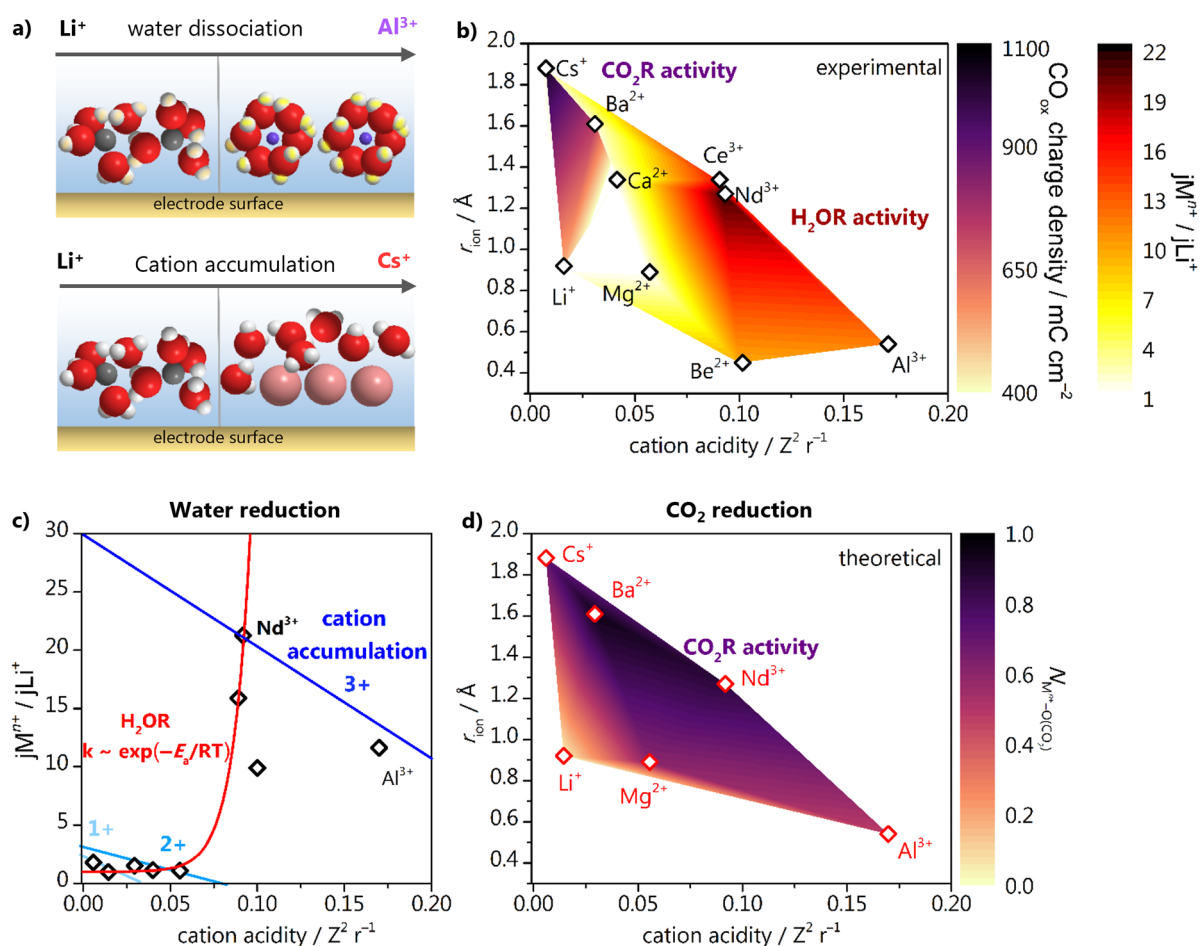 a)
Li⁺ water dissociation Al³⁺
electrode surface
Li⁺ Cation accumulation Cs⁺
electrode surface
b)
2.0
1.8
1.6
1.4
1.2
1.0
0.8
0.6
0.4
r_ion / Å
Cs⁺
CO₂R activity
experimental
Ba²⁺
Ce³⁺
Ca²⁺
Nd³⁺
H₂OR activity
Li⁺
Mg²⁺
Be²⁺
Al³⁺
0.00 0.05 0.10 0.15 0.20
cation acidity / Z² r⁻¹
1100
900
650
400
CO_ox charge density / mC cm⁻²
22
19
16
13
10
7
4
1
jMⁿ⁺ / jLi⁺
c)
Water reduction
30
25
20
15
10
5
0
jMⁿ⁺ / jLi⁺
Nd³⁺
cation
accumulation
3+
H₂OR
k ~ exp(−Eₐ/RT)
Al³⁺
1+
2+
0.00 0.05 0.10 0.15 0.20
cation acidity / Z² r⁻¹
d)
CO₂ reduction
2.0
1.8
1.6
1.4
1.2
1.0
0.8
0.6
0.4
r_ion / Å
Cs⁺
theoretical
Ba²⁺
CO₂R activity
Nd³⁺
Li⁺
Mg²⁺
Al³⁺
0.00 0.05 0.10 0.15 0.20
cation acidity / Z² r⁻¹
1.0
0.8
0.6
0.4
0.2
0.0
N_Mⁿ⁺−O(CO₂)